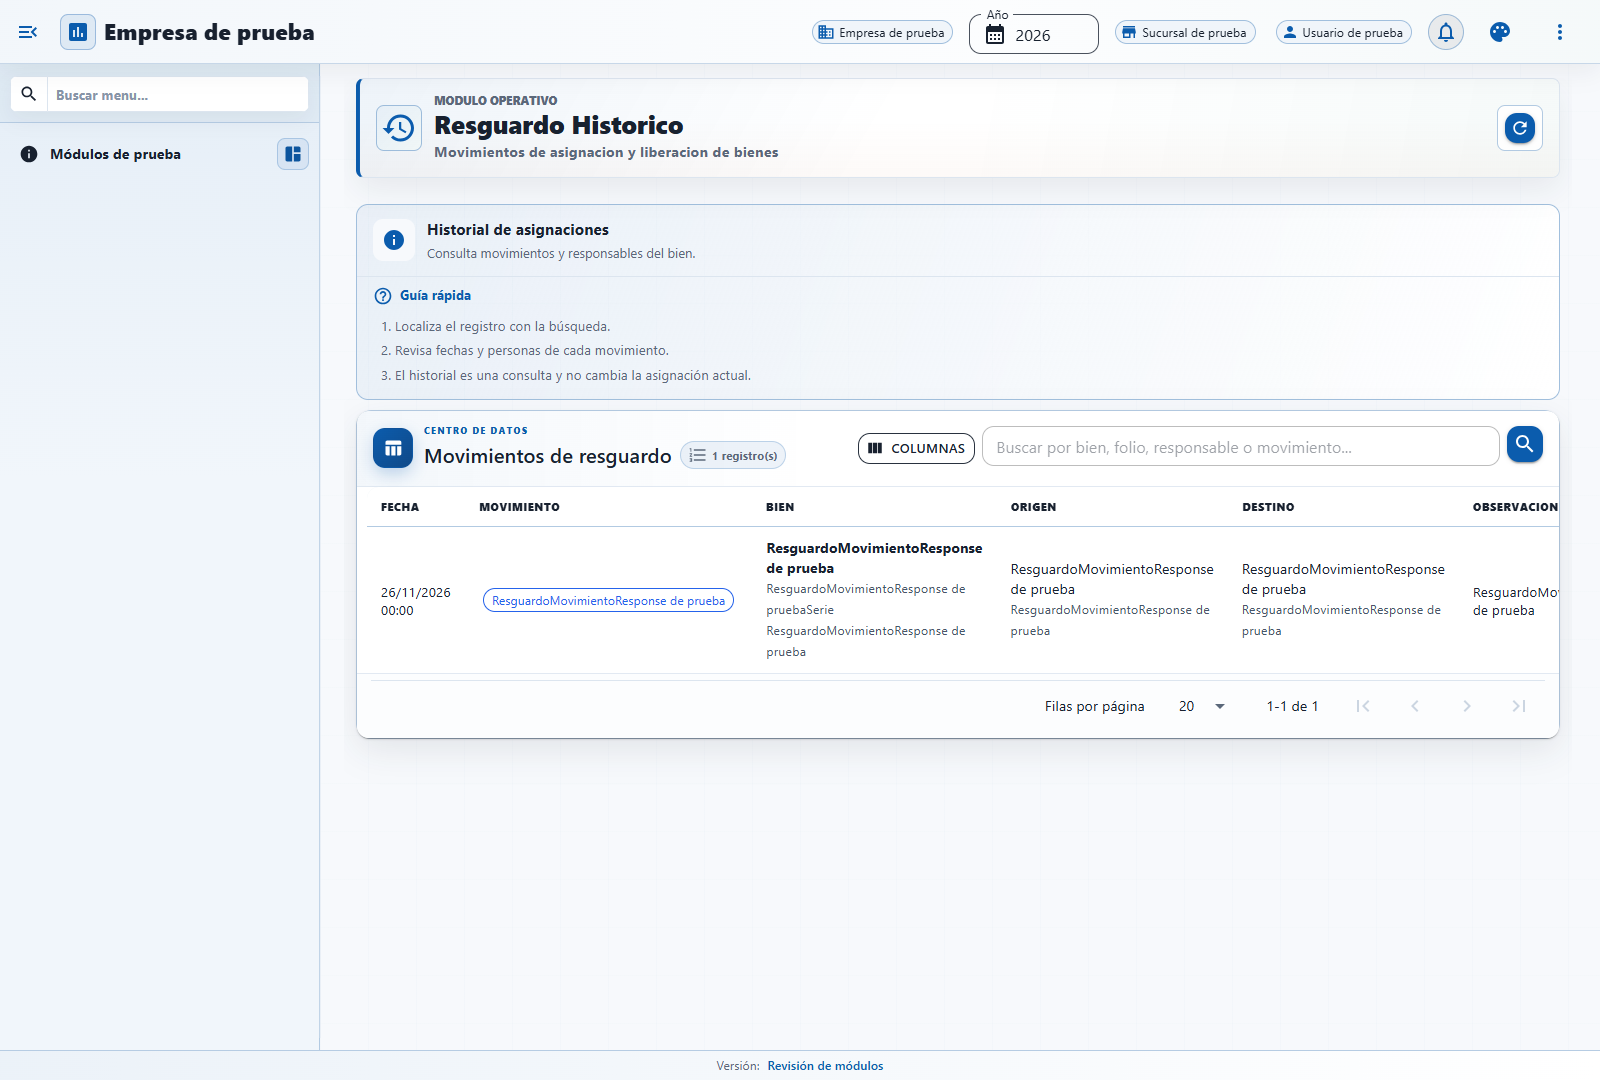 Empresa de prueba
Empresa de prueba
Año
2026
Sucursal de prueba
Usuario de prueba
Buscar menu...
Módulos de prueba
MODULO OPERATIVO
Resguardo Historico
Movimientos de asignacion y liberacion de bienes
Historial de asignaciones
Consulta movimientos y responsables del bien.
Guía rápida
1. Localiza el registro con la búsqueda.
2. Revisa fechas y personas de cada movimiento.
3. El historial es una consulta y no cambia la asignación actual.
CENTRO DE DATOS
Movimientos de resguardo
1 registro(s)
COLUMNAS
Buscar por bien, folio, responsable o movimiento...
FECHA MOVIMIENTO BIEN ORIGEN DESTINO OBSERVACION
26/11/2026
00:00
ResguardoMovimientoResponse de prueba
ResguardoMovimientoResponse
de prueba
ResguardoMovimientoResponse de
pruebaSerie
ResguardoMovimientoResponse de
prueba
ResguardoMovimientoResponse
de prueba
ResguardoMovimientoResponse de
prueba
ResguardoMovimientoResponse
de prueba
ResguardoMovimientoResponse de
prueba
ResguardoMov
de prueba
Filas por página 20 1-1 de 1
Versión: Revisión de módulos